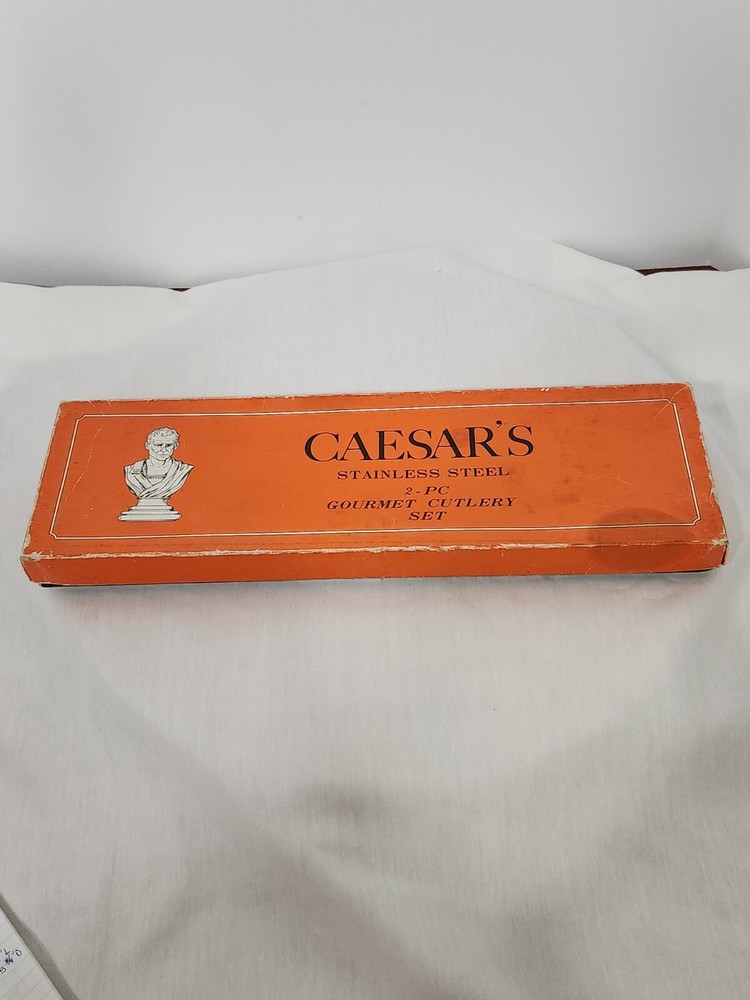 CAESAR'S
STAINLESS STEEL
2-PC
GOURMET CUTLERY
SET